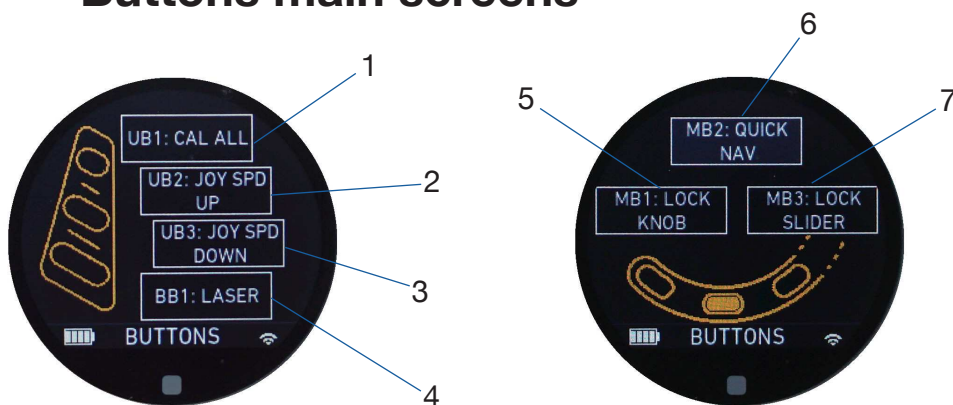 Buttons main screens
1
UB1: CAL ALL
UB2: JOY SPD
UP
2
UB3: JOY SPD
DOWN
3
BB1: LASER
4
BUTTONS
6
5
7
MB2: QUICK
NAV
MB1: LOCK
KNOB
MB3: LOCK
SLIDER
BUTTONS